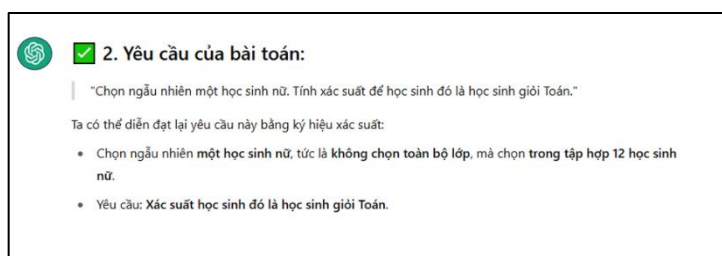 ✅ 2. Yêu cầu của bài toán:
"Chọn ngẫu nhiên một học sinh nữ. Tính xác suất để học sinh đó là học sinh giỏi Toán."
Ta có thể diễn đạt lại yêu cầu này bằng ký hiệu xác suất:
• Chọn ngẫu nhiên một học sinh nữ, tức là không chọn toàn bộ lớp, mà chọn trong tập hợp 12 học sinh
nữ.
• Yêu cầu: Xác suất học sinh đó là học sinh giỏi Toán.